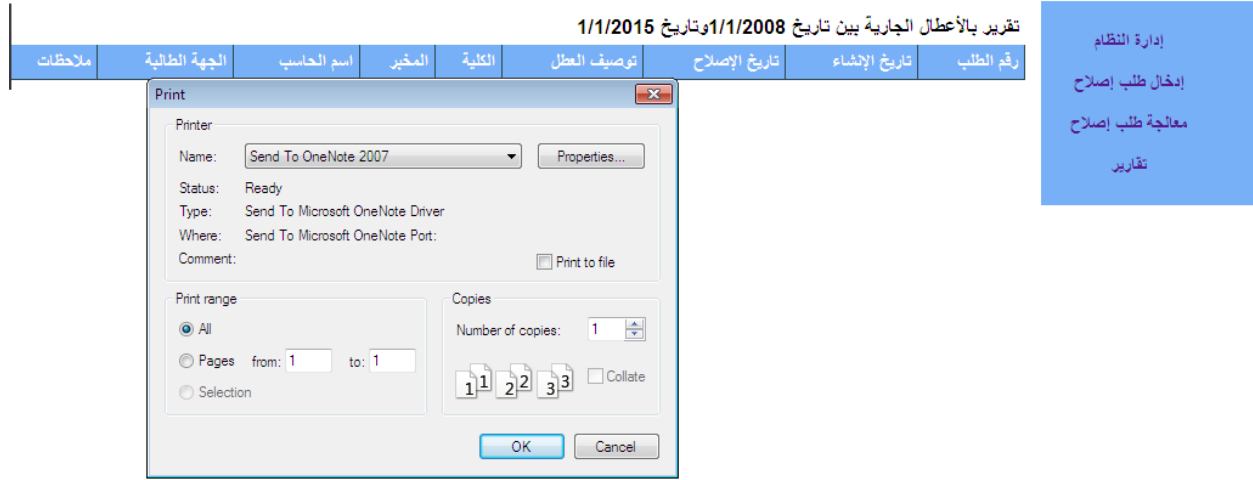 تقرير بالأعطال الجارية بين تاريخ 1/1/2008وتاريخ 1/1/2015
رقم الطلب تاريخ الإنشاء تاريخ الإصلاح توصيف العطل الكلية المخبر اسم الحاسب الجهة الطالبة ملاحظات
إدارة النظام
إدخال طلب إصلاح
معالجة طلب إصلاح
تقارير
Print
Printer
Name: Send To OneNote 2007 Properties...
Status: Ready
Type: Send To Microsoft OneNote Driver
Where: Send To Microsoft OneNote Port:
Comment: Print to file
Print range
All
Pages from: 1 to: 1
Selection
Copies
Number of copies: 1
1 1 2 2 3 3 Collate
OK Cancel